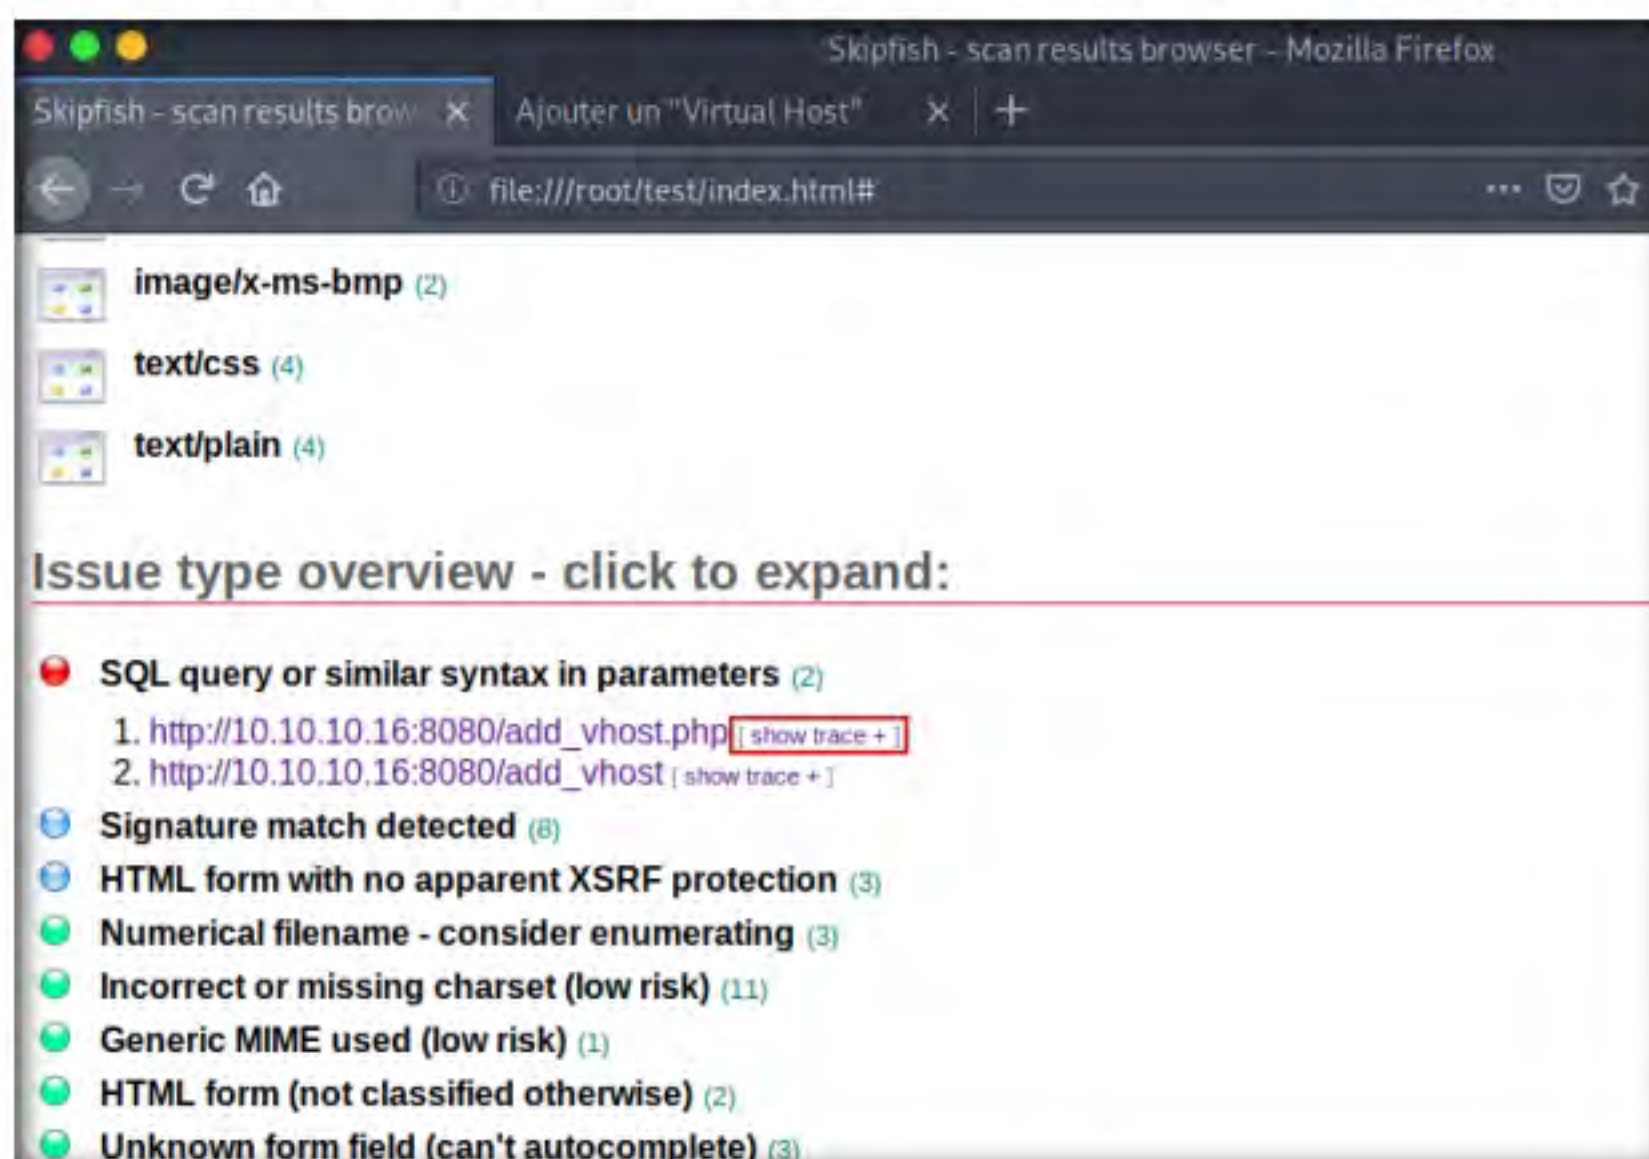 Skipfish - scan results browser - Mozilla Firefox
Skipfish - scan results brow × Ajouter un "Virtual Host" × +
file:///root/test/index.html#
image/x-ms-bmp (2)
text/css (4)
text/plain (4)
Issue type overview - click to expand:
SQL query or similar syntax in parameters (2)
1. http://10.10.10.16:8080/add_vhost.php [ show trace + ]
2. http://10.10.10.16:8080/add_vhost [ show trace + ]
Signature match detected (8)
HTML form with no apparent XSRF protection (3)
Numerical filename - consider enumerating (3)
Incorrect or missing charset (low risk) (11)
Generic MIME used (low risk) (1)
HTML form (not classified otherwise) (2)
Unknown form field (can't autocomplete) (3)